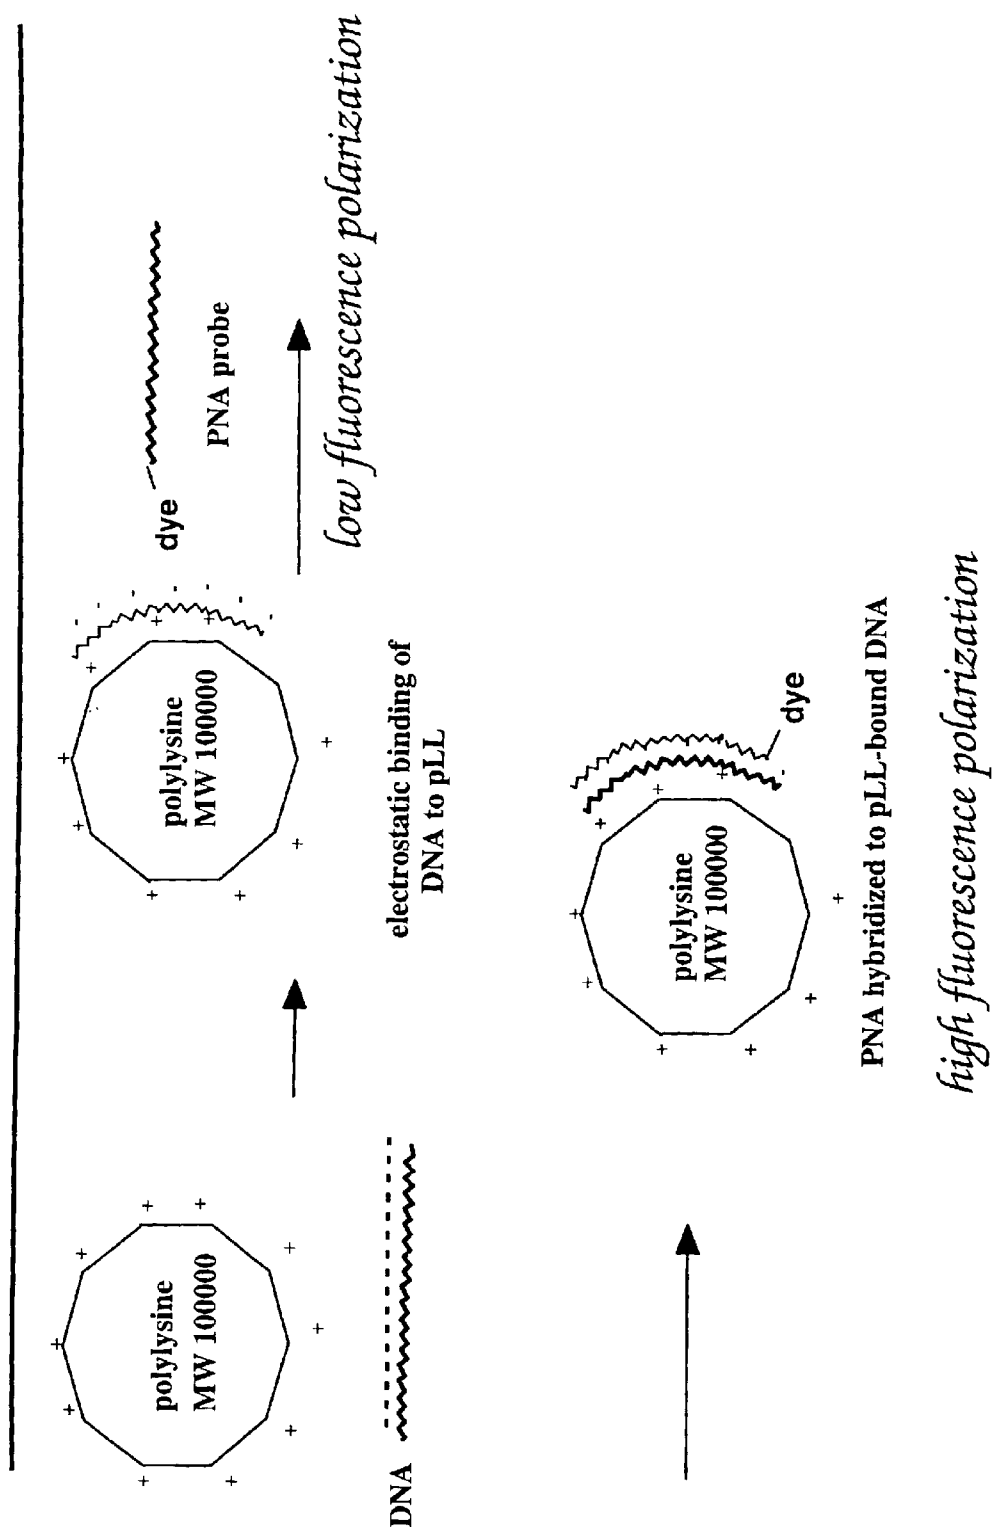 polylysine
MW 100000
DNA
polylysine
MW 100000
electrostatic binding of
DNA to pLL
dye
PNA probe
low fluorescence polarization
polylysine
MW 100000
dye
PNA hybridized to pLL-bound DNA
high fluorescence polarization